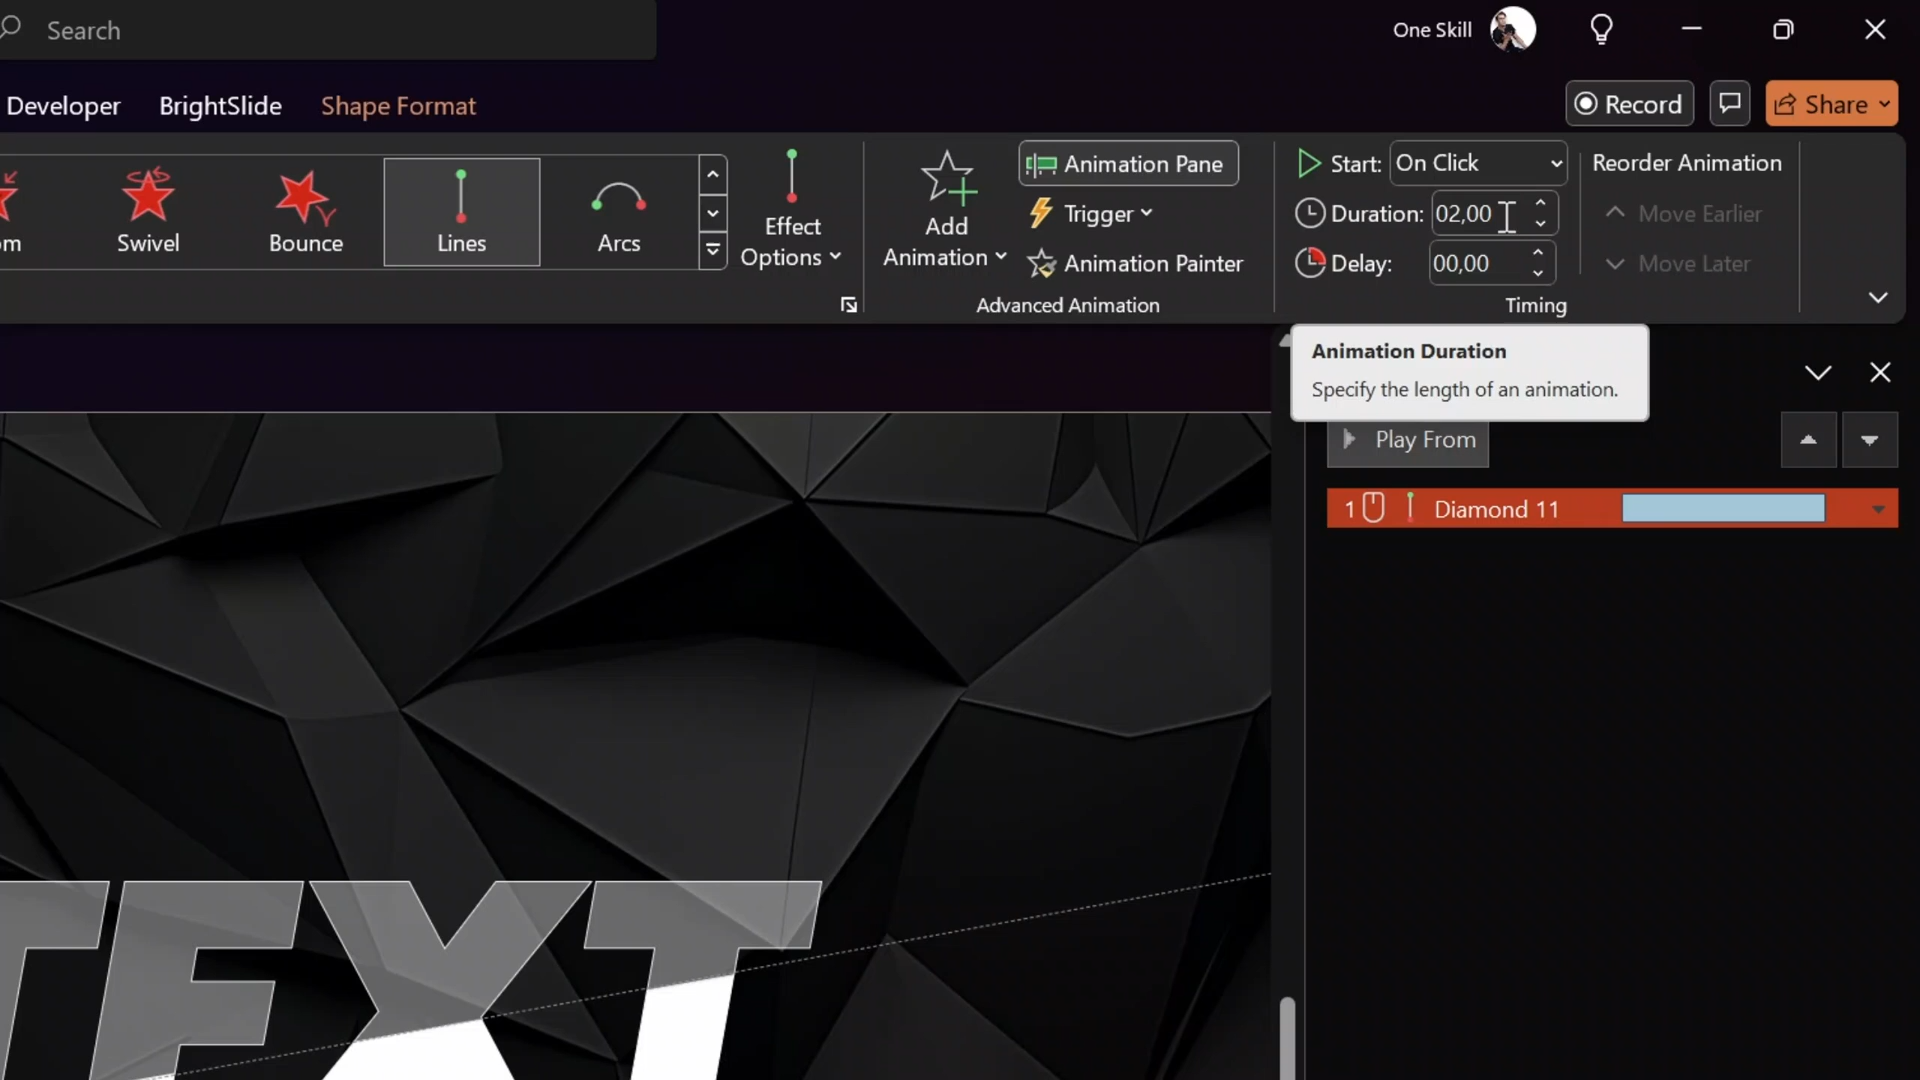 Search
One Skill
Developer BrightSlide Shape Format
Record Share
om Swivel Bounce Lines Arcs
Effect Options
Add Animation
Animation Pane
Trigger
Animation Painter
Advanced Animation
Start: On Click
Duration: 02,00
Delay: 00,00
Timing
Reorder Animation
Move Earlier
Move Later
Animation Duration
Specify the length of an animation.
Play From
1 Diamond 11
TEXT